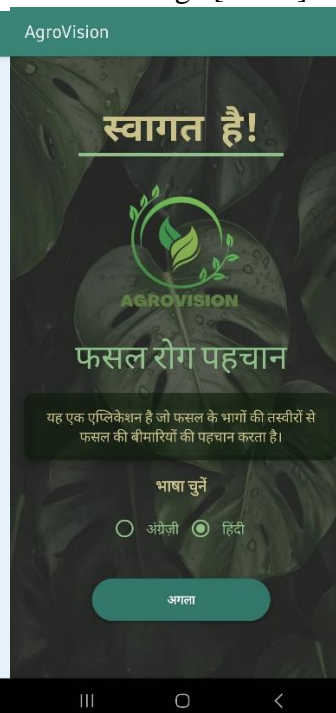 AgroVision
स्वागत है!
AGROVISION
फसल रोग पहचान
यह एक एप्लिकेशन है जो फसल के भागों की तस्वीरों से
फसल की बीमारियों की पहचान करता है।
भाषा चुनें
अंग्रेज़ी हिंदी
अगला